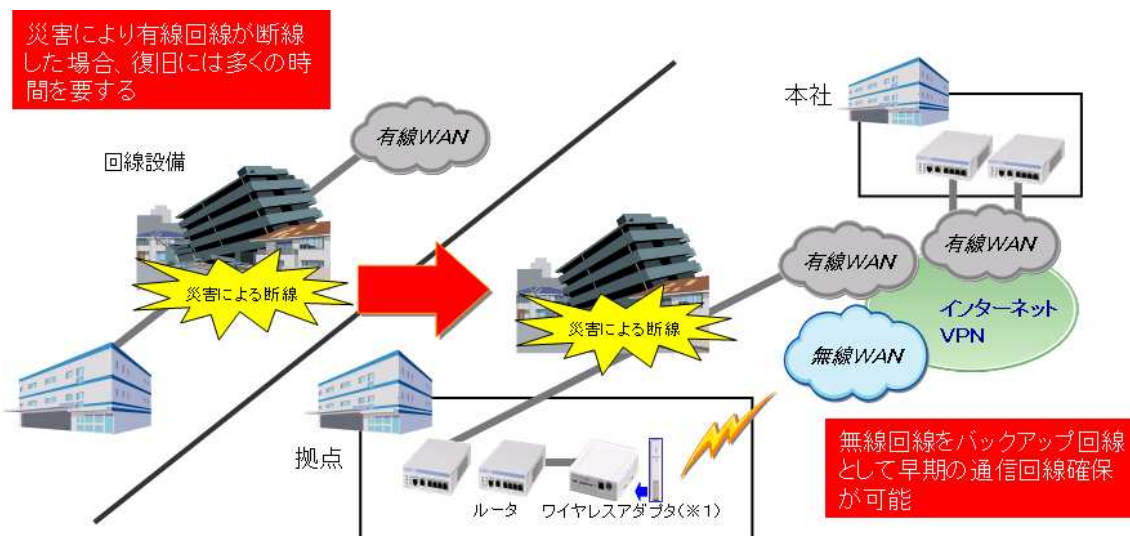 災害により有線回線が断線
した場合、復旧には多くの時
間を要する
有線WAN
回線設備
災害による断線
本社
有線WAN
有線WAN
インターネット
VPN
無線WAN
災害による断線
拠点
ルータ
ワイヤレスアダプタ(※1)
無線回線をバックアップ回線
として早期の通信回線確保
が可能